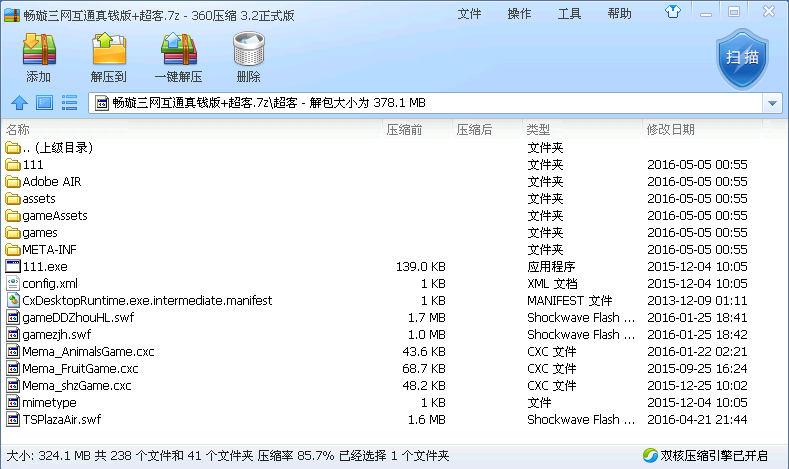 畅璇三网互通真钱版+超客.7z - 360压缩 3.2正式版 文件 操作 工具 帮助
添加 解压到 一键解压 删除 扫描
畅璇三网互通真钱版+超客.7z\超客 - 解包大小为 378.1 MB
名称 压缩前 压缩后 类型 修改日期
.. (上级目录) 文件夹
111 文件夹 2016-05-05 00:55
Adobe AIR 文件夹 2016-05-05 00:55
assets 文件夹 2016-05-05 00:55
gameAssets 文件夹 2016-05-05 00:55
games 文件夹 2016-05-05 00:55
META-INF 文件夹 2016-05-05 00:55
111.exe 139.0 KB 应用程序 2015-12-04 10:05
config.xml 1 KB XML 文档 2015-12-04 10:05
CxDesktopRuntime.exe.intermediate.manifest 1 KB MANIFEST 文件 2013-12-09 01:11
gameDDZhouHL.swf 1.7 MB Shockwave Flash ... 2016-01-25 18:41
gamezjh.swf 1.0 MB Shockwave Flash ... 2016-01-25 18:42
Mema_AnimalsGame.cxc 43.6 KB CXC 文件 2016-01-22 02:21
Mema_FruitGame.cxc 68.7 KB CXC 文件 2015-09-25 16:24
Mema_shzGame.cxc 48.2 KB CXC 文件 2015-12-25 10:02
mimetype 1 KB 文件 2015-12-04 10:05
TSPlazaAir.swf 1.6 MB Shockwave Flash ... 2016-04-21 21:44
大小: 324.1 MB 共 238 个文件和 41 个文件夹 压缩率 85.7% 已经选择 1 个文件夹 双核压缩引擎已开启